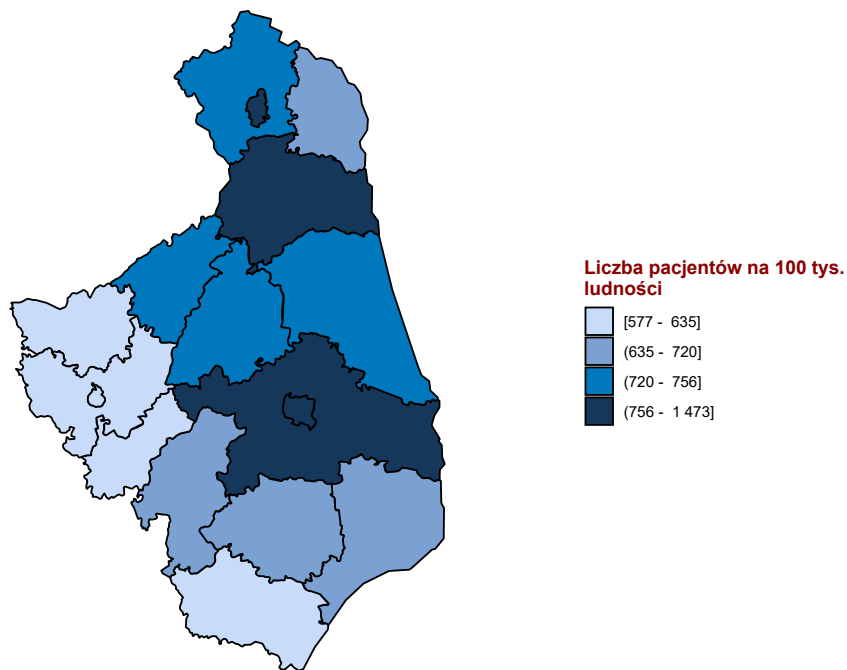 Liczba pacjentów na 100 tys.
ludności
[577 - 635]
(635 - 720]
(720 - 756]
(756 - 1 473]